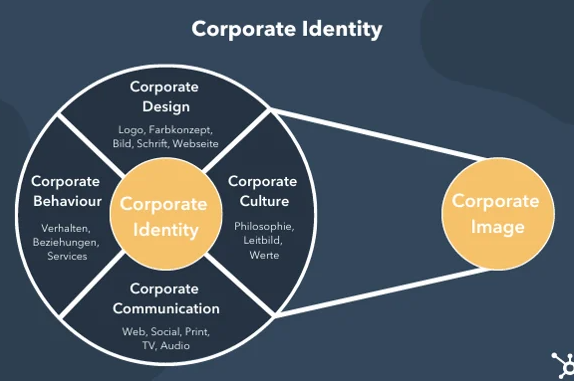 Corporate Identity
Corporate
Design
Logo, Farbkonzept,
Bild, Schrift, Webseite
Corporate
Behaviour
Verhalten,
Beziehungen,
Services
Corporate
Identity
Corporate
Culture
Philosophie,
Leitbild,
Werte
Corporate
Communication
Web, Social, Print,
TV, Audio
Corporate
Image